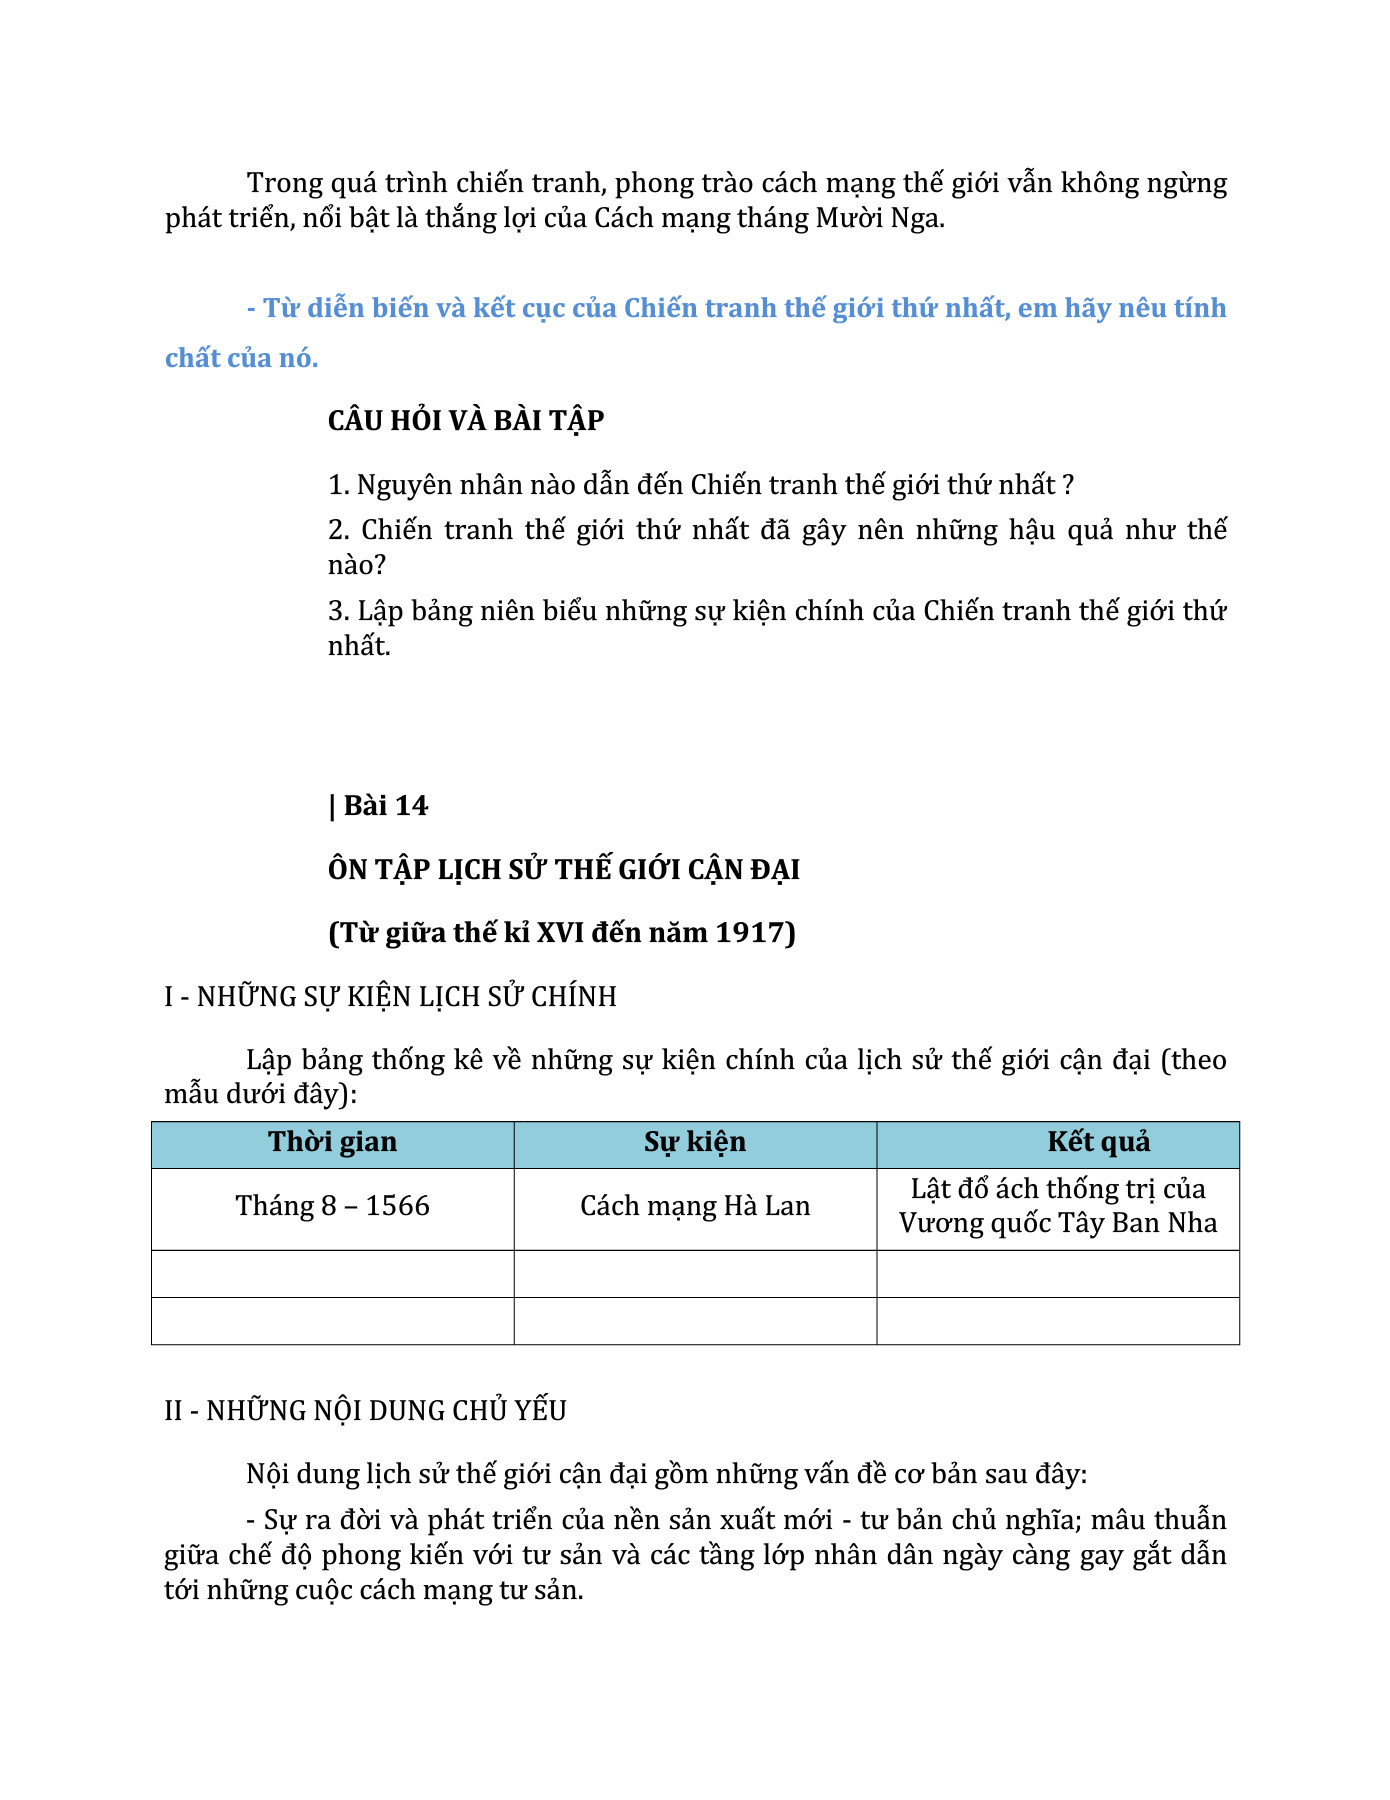 Trong quá trình chiến tranh, phong trào cách mạng thế giới vẫn không ngừng
phát triển, nổi bật là thắng lợi của Cách mạng tháng Mười Nga.
- Từ diễn biến và kết cục của Chiến tranh thế giới thứ nhất, em hãy nêu tính
chất của nó.
CÂU HỎI VÀ BÀI TẬP
1. Nguyên nhân nào dẫn đến Chiến tranh thế giới thứ nhất ?
2. Chiến tranh thế giới thứ nhất đã gây nên những hậu quả như thế
nào?
3. Lập bảng niên biểu những sự kiện chính của Chiến tranh thế giới thứ
nhất.
| Bài 14
ÔN TẬP LỊCH SỬ THẾ GIỚI CẬN ĐẠI
(Từ giữa thế kỉ XVI đến năm 1917)
I - NHỮNG SỰ KIỆN LỊCH SỬ CHÍNH
Lập bảng thống kê về những sự kiện chính của lịch sử thế giới cận đại (theo
mẫu dưới đây):
Thời gian Sự kiện Kết quả
Tháng 8 – 1566 Cách mạng Hà Lan Lật đổ ách thống trị của
Vương quốc Tây Ban Nha
II - NHỮNG NỘI DUNG CHỦ YẾU
Nội dung lịch sử thế giới cận đại gồm những vấn đề cơ bản sau đây:
- Sự ra đời và phát triển của nền sản xuất mới - tư bản chủ nghĩa; mâu thuẫn
giữa chế độ phong kiến với tư sản và các tầng lớp nhân dân ngày càng gay gắt dẫn
tới những cuộc cách mạng tư sản.